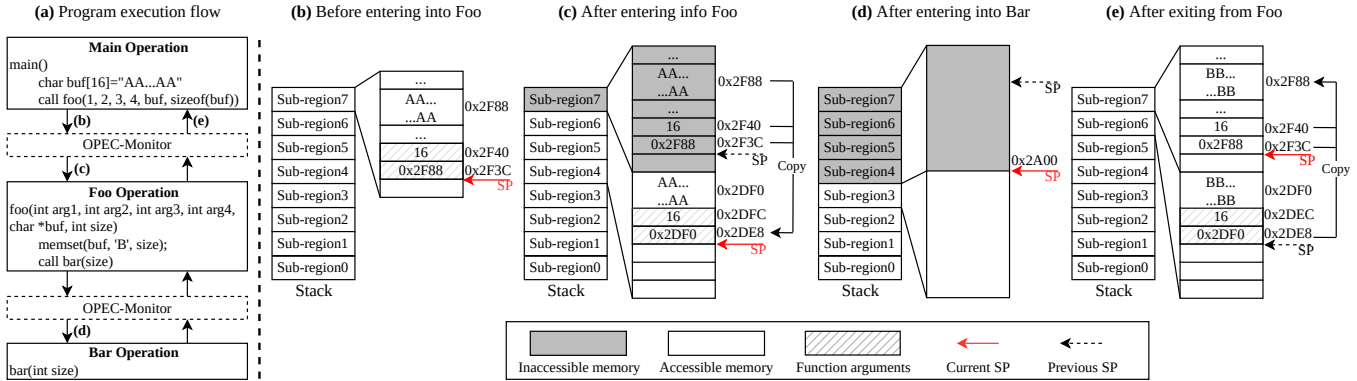 (a) Program execution flow
Main Operation
main()
char buf[16]="AA...AA"
call foo(1, 2, 3, 4, buf, sizeof(buf))
(b)
(e)
OPEC-Monitor
(c)
Foo Operation
foo(int arg1, int arg2, int arg3, int arg4,
char *buf, int size)
memset(buf, 'B', size);
call bar(size)
OPEC-Monitor
(d)
Bar Operation
bar(int size)
(b) Before entering into Foo
Sub-region7
Sub-region6
Sub-region5
Sub-region4
Sub-region3
Sub-region2
Sub-region1
Sub-region0
Stack
...
AA...
...AA
0x2F88
...
16
0x2F40
0x2F88
0x2F3C
SP
(c) After entering info Foo
Sub-region7
Sub-region6
Sub-region5
Sub-region4
Sub-region3
Sub-region2
Sub-region1
Sub-region0
Stack
...
AA...
...AA
0x2F88
...
16
0x2F40
0x2F88
0x2F3C
SP
Copy
AA...
...AA
0x2DF0
16
0x2DFC
0x2DF0
0x2DE8
SP
(d) After entering into Bar
Sub-region7
Sub-region6
Sub-region5
Sub-region4
Sub-region3
Sub-region2
Sub-region1
Sub-region0
Stack
SP
0x2A00
SP
(e) After exiting from Foo
Sub-region7
Sub-region6
Sub-region5
Sub-region4
Sub-region3
Sub-region2
Sub-region1
Sub-region0
Stack
...
BB...
...BB
0x2F88
...
16
0x2F40
0x2F88
0x2F3C
SP
Copy
BB...
...BB
0x2DF0
16
0x2DEC
0x2DF0
0x2DE8
SP
Inaccessible memory
Accessible memory
Function arguments
Current SP
Previous SP